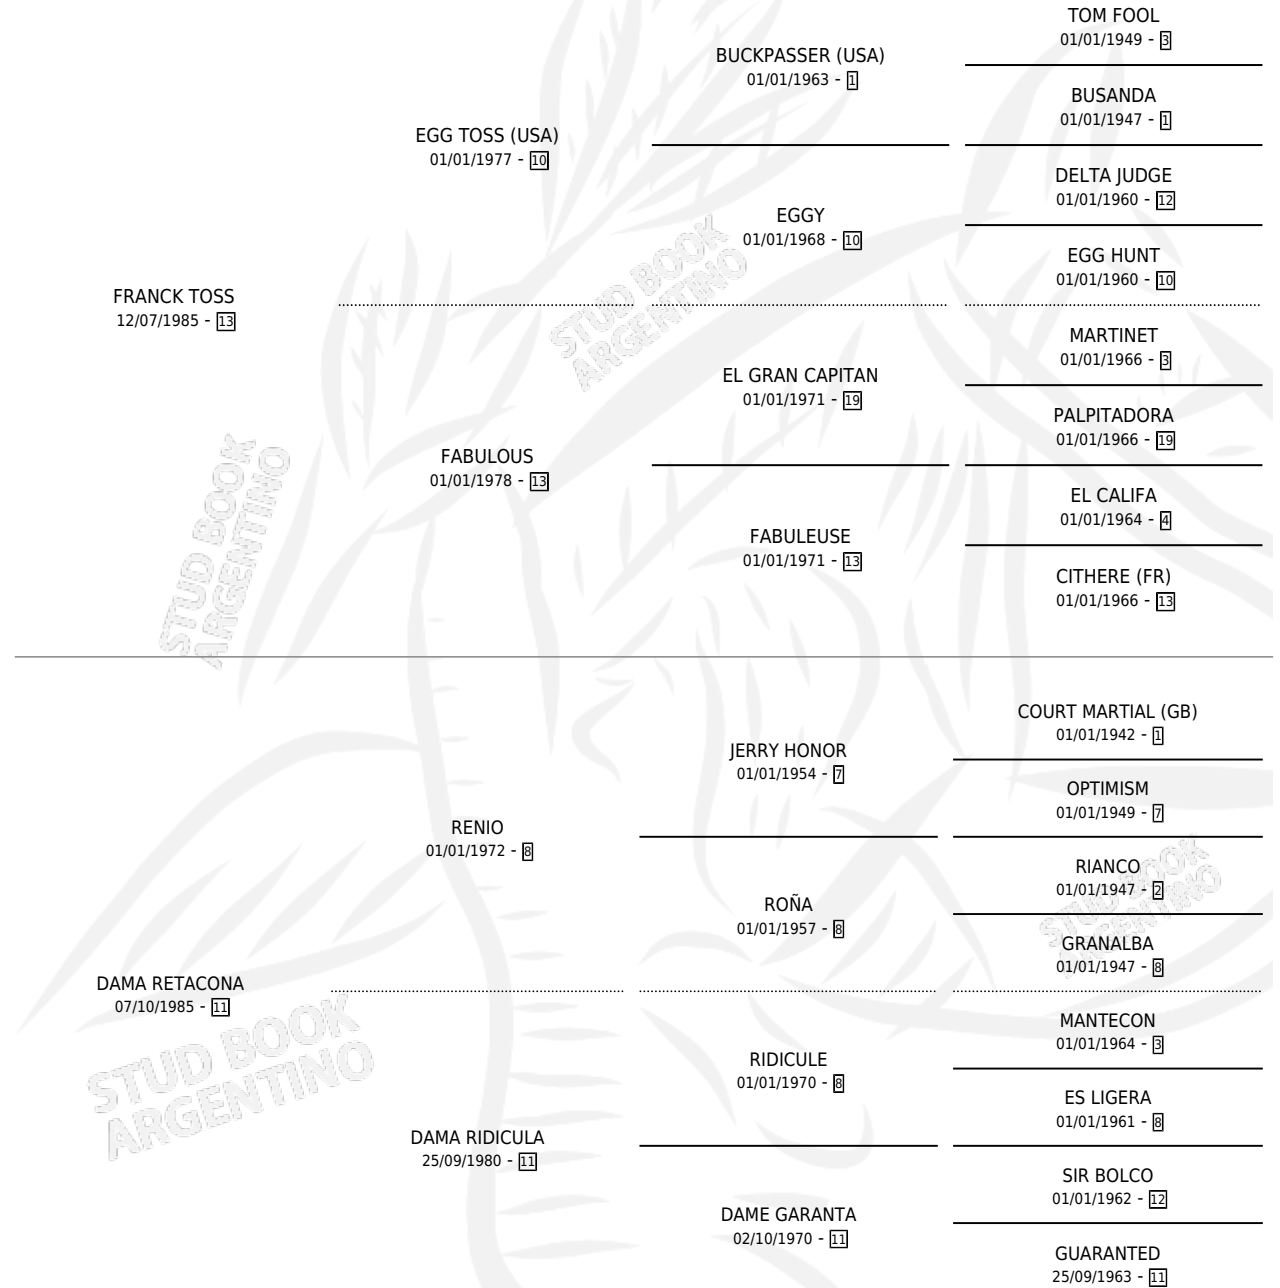 TOM FOOL
01/01/1949 - 3
BUCKPASSER (USA)
01/01/1963 - 1
BUSANDA
01/01/1947 - 1
EGG TOSS (USA)
01/01/1977 - 10
DELTA JUDGE
01/01/1960 - 12
EGGY
01/01/1968 - 10
EGG HUNT
01/01/1960 - 10
FRANCK TOSS
12/07/1985 - 13
MARTINET
01/01/1966 - 3
EL GRAN CAPITAN
01/01/1971 - 19
PALPITADORA
01/01/1966 - 19
FABULOUS
01/01/1978 - 13
EL CALIFA
01/01/1964 - 4
FABULEUSE
01/01/1971 - 13
CITHERE (FR)
01/01/1966 - 13
STUD BOOK
ARGENTINO
STUD BOOK
ARGENTINO
COURT MARTIAL (GB)
01/01/1942 - 1
JERRY HONOR
01/01/1954 - 7
OPTIMISM
01/01/1949 - 7
RENIO
01/01/1972 - 8
RIANCO
01/01/1947 - 2
ROÑA
01/01/1957 - 8
GRANALBA
01/01/1947 - 8
STUD BOOK
ARGENTINO
DAMA RETACONA
07/10/1985 - 11
MANTECON
01/01/1964 - 3
RIDICULE
01/01/1970 - 8
ES LIGERA
01/01/1961 - 8
DAMA RIDICULA
25/09/1980 - 11
SIR BOLCO
01/01/1962 - 12
DAME GARANTA
02/10/1970 - 11
GUARANTED
25/09/1963 - 11
STUD BOOK
ARGENTINO